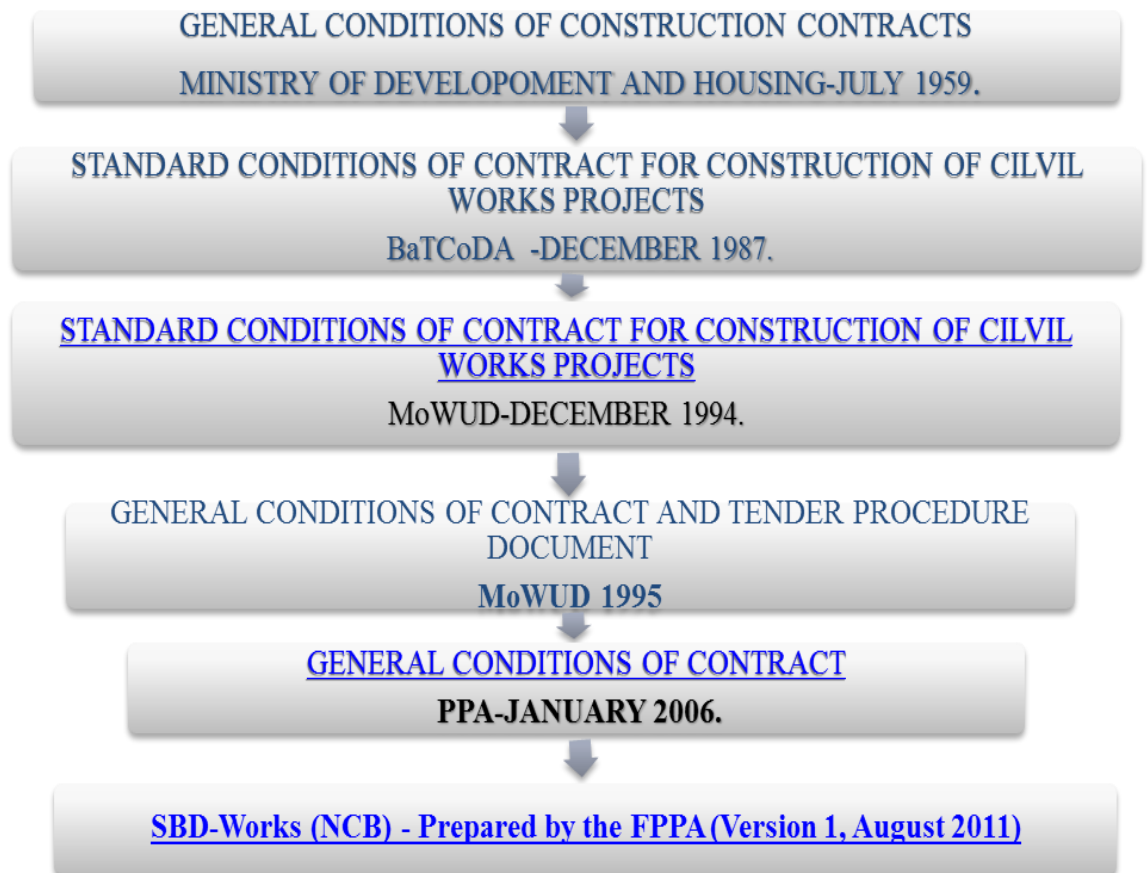 GENERAL CONDITIONS OF CONSTRUCTION CONTRACTS
MINISTRY OF DEVELOPOMENT AND HOUSING-JULY 1959.
STANDARD CONDITIONS OF CONTRACT FOR CONSTRUCTION OF CILVIL
WORKS PROJECTS
BaTCoDA -DECEMBER 1987.
STANDARD CONDITIONS OF CONTRACT FOR CONSTRUCTION OF CILVIL
WORKS PROJECTS
MoWUD-DECEMBER 1994.
GENERAL CONDITIONS OF CONTRACT AND TENDER PROCEDURE
DOCUMENT
MoWUD 1995
GENERAL CONDITIONS OF CONTRACT
PPA-JANUARY 2006.
SBD-Works (NCB) - Prepared by the FPPA (Version 1, August 2011)